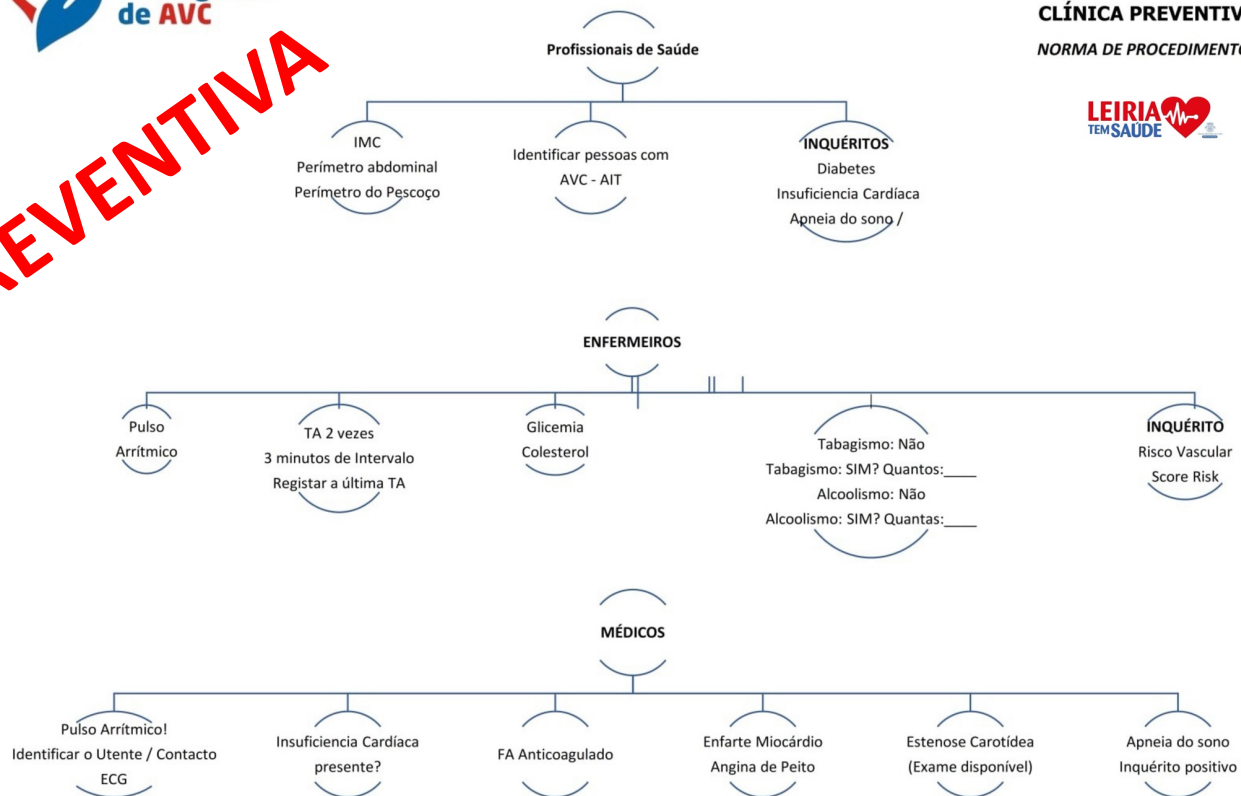 de AVC
CLÍNICA PREVENTIV
NORMA DE PROCEDIMENTO
LEIRIA
TEM SAÚDE
EVENTIVA
Profissionais de Saúde
IMC
Perímetro abdominal
Perímetro do Pescoço
Identificar pessoas com
AVC - AIT
INQUÉRITOS
Diabetes
Insuficiencia Cardíaca
Apneia do sono /
ENFERMEIROS
Pulso
Arrítmico
TA 2 vezes
3 minutos de Intervalo
Registar a última TA
Glicemia
Colesterol
Tabagismo: Não
Tabagismo: SIM? Quantos:____
Alcoolismo: Não
Alcoolismo: SIM? Quantas:____
INQUÉRITO
Risco Vascular
Score Risk
MÉDICOS
Pulso Arrítmico!
Identificar o Utente / Contacto
ECG
Insuficiencia Cardíaca
presente?
FA Anticoagulado
Enfarte Miocárdio
Angina de Peito
Estenose Carotídea
(Exame disponível)
Apneia do sono
Inquérito positivo